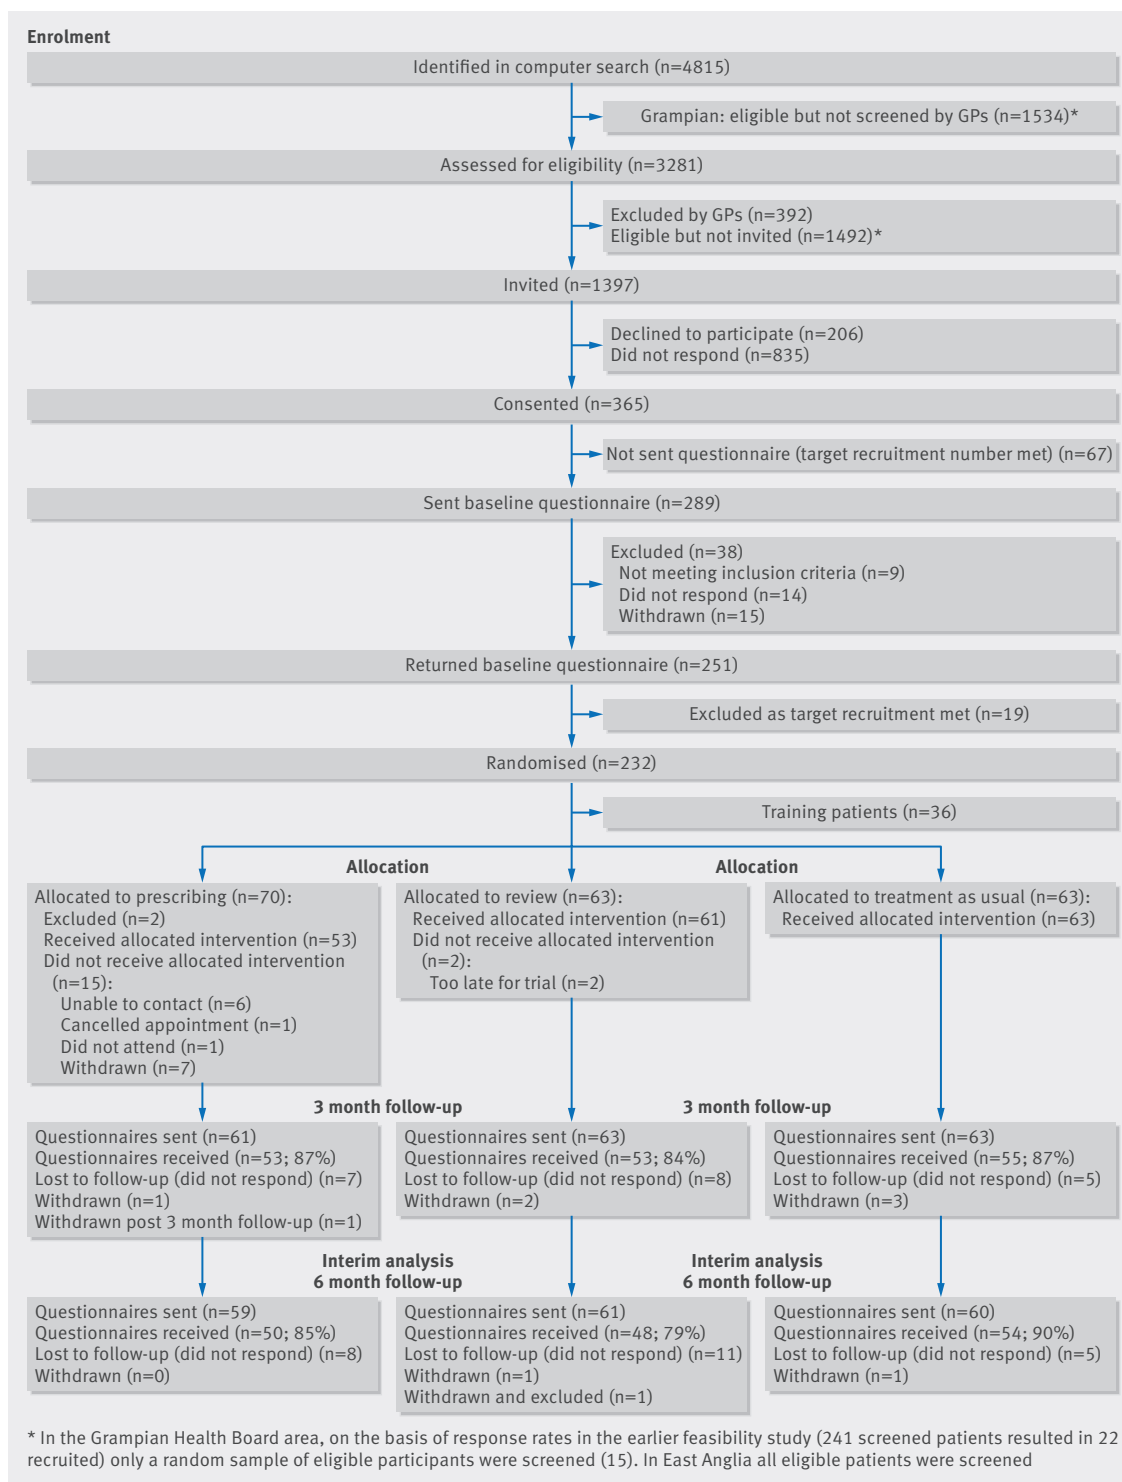 Enrolment
Identified in computer search (n=4815)
Grampian: eligible but not screened by GPs (n=1534)*
Assessed for eligibility (n=3281)
Excluded by GPs (n=392)
Eligible but not invited (n=1492)*
Invited (n=1397)
Declined to participate (n=206)
Did not respond (n=835)
Consented (n=365)
Not sent questionnaire (target recruitment number met) (n=67)
Sent baseline questionnaire (n=289)
Excluded (n=38)
Not meeting inclusion criteria (n=9)
Did not respond (n=14)
Withdrawn (n=15)
Returned baseline questionnaire (n=251)
Excluded as target recruitment met (n=19)
Randomised (n=232)
Training patients (n=36)
Allocation
Allocation
Allocated to prescribing (n=70):
Excluded (n=2)
Received allocated intervention (n=53)
Did not receive allocated intervention
(n=15):
Unable to contact (n=6)
Cancelled appointment (n=1)
Did not attend (n=1)
Withdrawn (n=7)
Allocated to review (n=63):
Received allocated intervention (n=61)
Did not receive allocated intervention
(n=2):
Too late for trial (n=2)
Allocated to treatment as usual (n=63):
Received allocated intervention (n=63)
3 month follow-up
3 month follow-up
Questionnaires sent (n=61)
Questionnaires received (n=53; 87%)
Lost to follow-up (did not respond) (n=7)
Withdrawn (n=1)
Withdrawn post 3 month follow-up (n=1)
Questionnaires sent (n=63)
Questionnaires received (n=53; 84%)
Lost to follow-up (did not respond) (n=8)
Withdrawn (n=2)
Questionnaires sent (n=63)
Questionnaires received (n=55; 87%)
Lost to follow-up (did not respond) (n=5)
Withdrawn (n=3)
Interim analysis
6 month follow-up
Interim analysis
6 month follow-up
Questionnaires sent (n=59)
Questionnaires received (n=50; 85%)
Lost to follow-up (did not respond) (n=8)
Withdrawn (n=0)
Questionnaires sent (n=61)
Questionnaires received (n=48; 79%)
Lost to follow-up (did not respond) (n=11)
Withdrawn (n=1)
Withdrawn and excluded (n=1)
Questionnaires sent (n=60)
Questionnaires received (n=54; 90%)
Lost to follow-up (did not respond) (n=5)
Withdrawn (n=1)
* In the Grampian Health Board area, on the basis of response rates in the earlier feasibility study (241 screened patients resulted in 22
recruited) only a random sample of eligible participants were screened (15). In East Anglia all eligible patients were screened